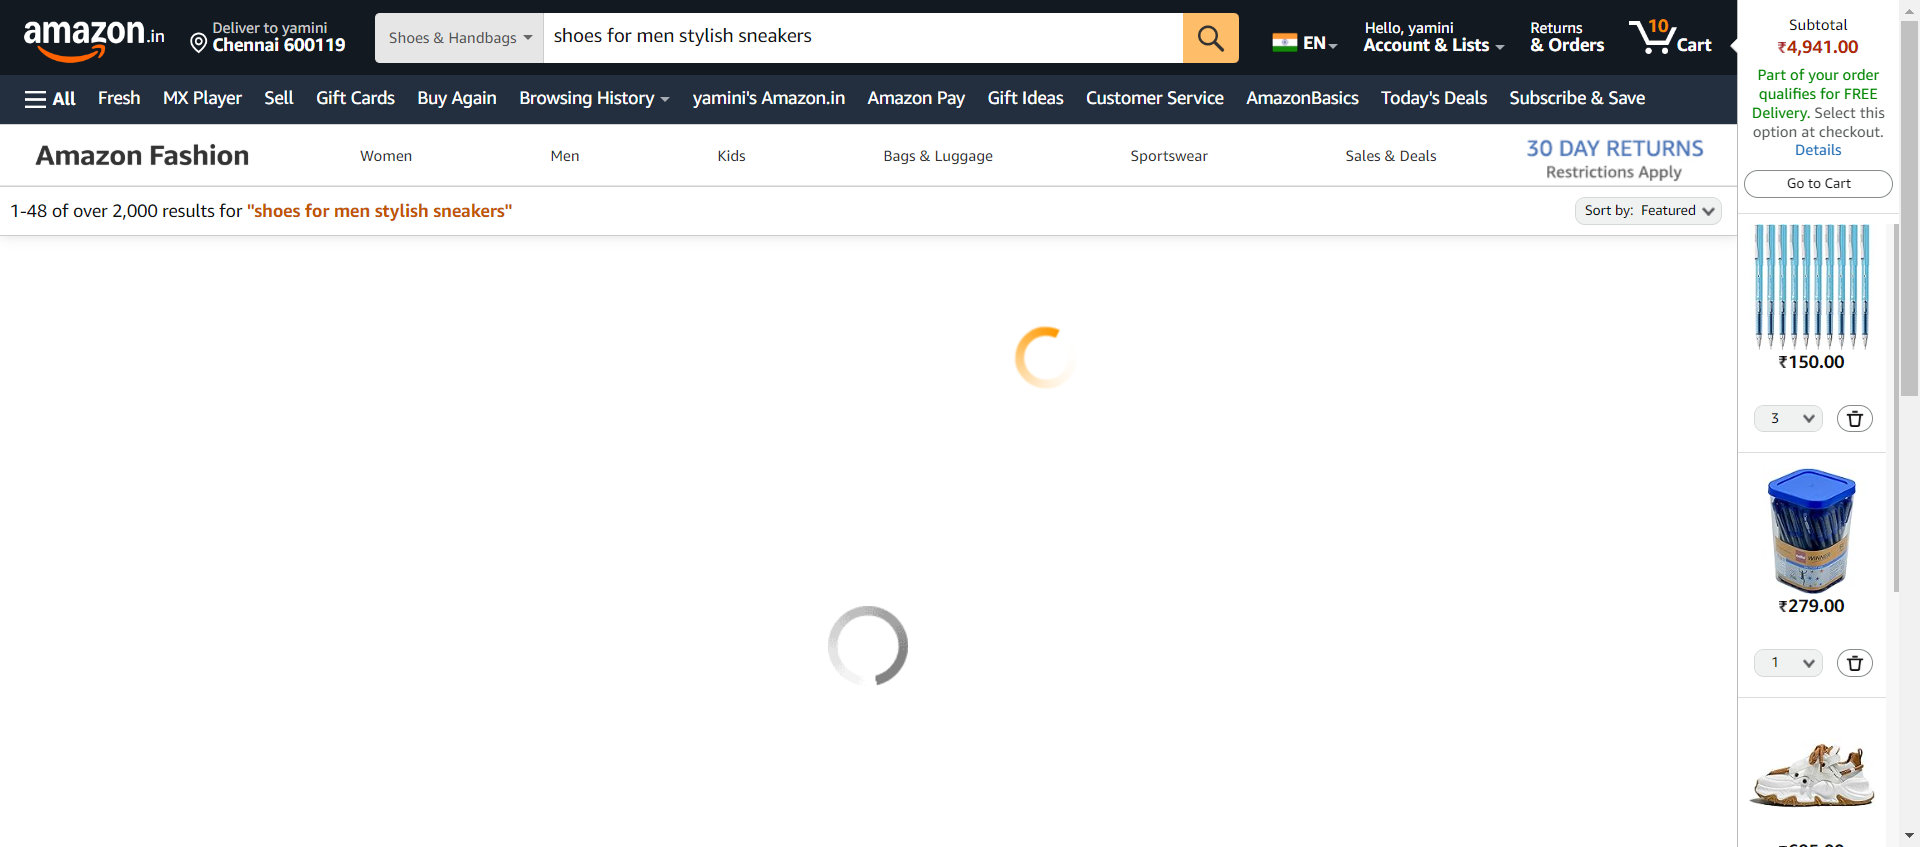 amazon.in
Deliver to yamini
Chennai 600119
Shoes & Handbags
shoes for men stylish sneakers
EN
Hello, yamini
Account & Lists
Returns
& Orders
10
Cart
All
Fresh
MX Player
Sell
Gift Cards
Buy Again
Browsing History
yamini's Amazon.in
Amazon Pay
Gift Ideas
Customer Service
AmazonBasics
Today's Deals
Subscribe & Save
Amazon Fashion
Women
Men
Kids
Bags & Luggage
Sportswear
Sales & Deals
30 DAY RETURNS
Restrictions Apply
1-48 of over 2,000 results for "shoes for men stylish sneakers"
Sort by: Featured
Subtotal
₹4,941.00
Part of your order
qualifies for FREE
Delivery. Select this
option at checkout.
Details
Go to Cart
₹150.00
3
WINNER
₹279.00
1